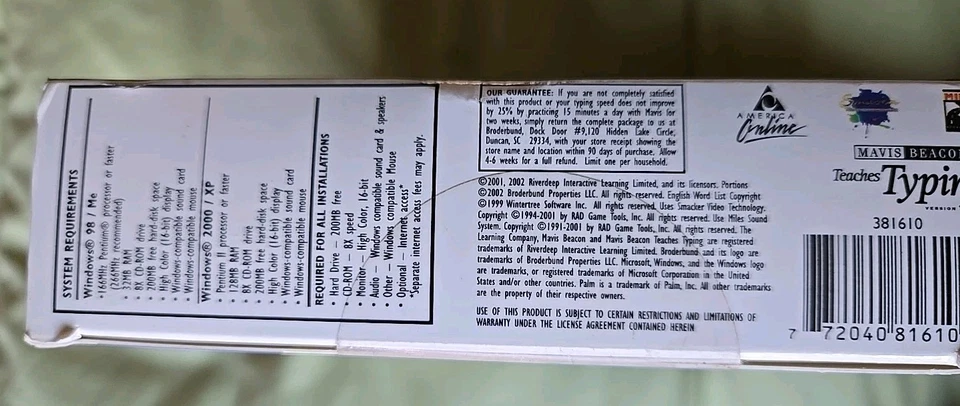 SYSTEM REQUIREMENTS
Windows® 98 / Me
• 166MHz Pentium® processor or faster
(266MHz recommended)
• 32MB RAM
• 8X CD-ROM drive
• 200MB free hard-disk space
• High Color (16-bit) display
• Windows-compatible sound card
• Windows-compatible mouse
Windows® 2000 / XP
• Pentium II processor or faster
• 128MB RAM
• 8X CD-ROM drive
• 200MB free hard-disk space
• High Color (16-bit) display
• Windows-compatible sound card
• Windows-compatible mouse
REQUIRED FOR ALL INSTALLATIONS
• Hard Drive — 200MB free
• CD-ROM — 8X speed
• Monitor — High Color, 16-bit
• Audio — Windows compatible sound card & speakers
• Other — Windows compatible Mouse
• Optional — Internet access*
*Separate internet access fees may apply.
OUR GUARANTEE: If you are not completely satisfied
with this product or your typing speed does not improve
by 25% by practicing 15 minutes a day with Mavis for
two weeks, simply return the complete package to us at
Broderbund, Dock Door #9,120 Hidden Lake Circle,
Duncan, SC 29334, with your store receipt showing the
store name and location within 90 days of purchase. Allow
4-6 weeks for a full refund. Limit one per household.
©2001, 2002 Riverdeep Interactive Learning Limited, and its licensors. Portions
©2002 Broderbund Properties LLC. All rights reserved. English Word List Copyright
©1999 Wintertree Software Inc. All rights reserved. Uses Smacker Video Technology.
Copyright ©1994-2001 by RAD Game Tools, Inc. All rights reserved. Use Miles Sound
System. Copyright ©1991-2001 by RAD Game Tools, Inc. All rights reserved. The
Learning Company, Mavis Beacon and Mavis Beacon Teaches Typing are registered
trademarks of Riverdeep Interactive Learning Limited. Broderbund and its logo are
trademarks of Broderbund Properties LLC. Microsoft, Windows, and the Windows logo
are trademarks, or registered trademarks of Microsoft Corporation in the United
States and/or other countries. Palm is a trademark of Palm, Inc. All other trademarks
are the property of their respective owners.
USE OF THIS PRODUCT IS SUBJECT TO CERTAIN RESTRICTIONS AND LIMITATIONS OF
WARRANTY UNDER THE LICENSE AGREEMENT CONTAINED HEREIN
AMERICA
Online
MAVIS BEACO
Teaches Typin
VERSION
381610
7 72040 81610